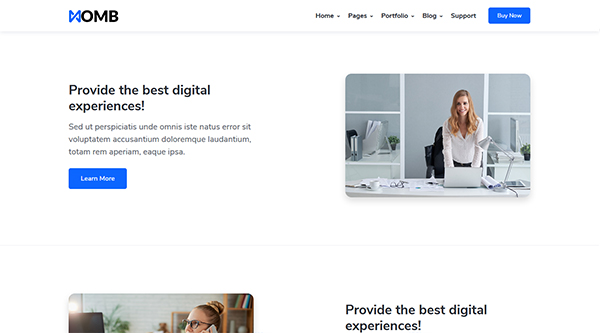 XOMB
Home Pages Portfolio Blog Support Buy Now
Provide the best digital
experiences!
Sed ut perspiciatis unde omnis iste natus error sit
voluptatem accusantium doloremque laudantium,
totam rem aperiam, eaque ipsa.
Learn More
Provide the best digital
experiences!